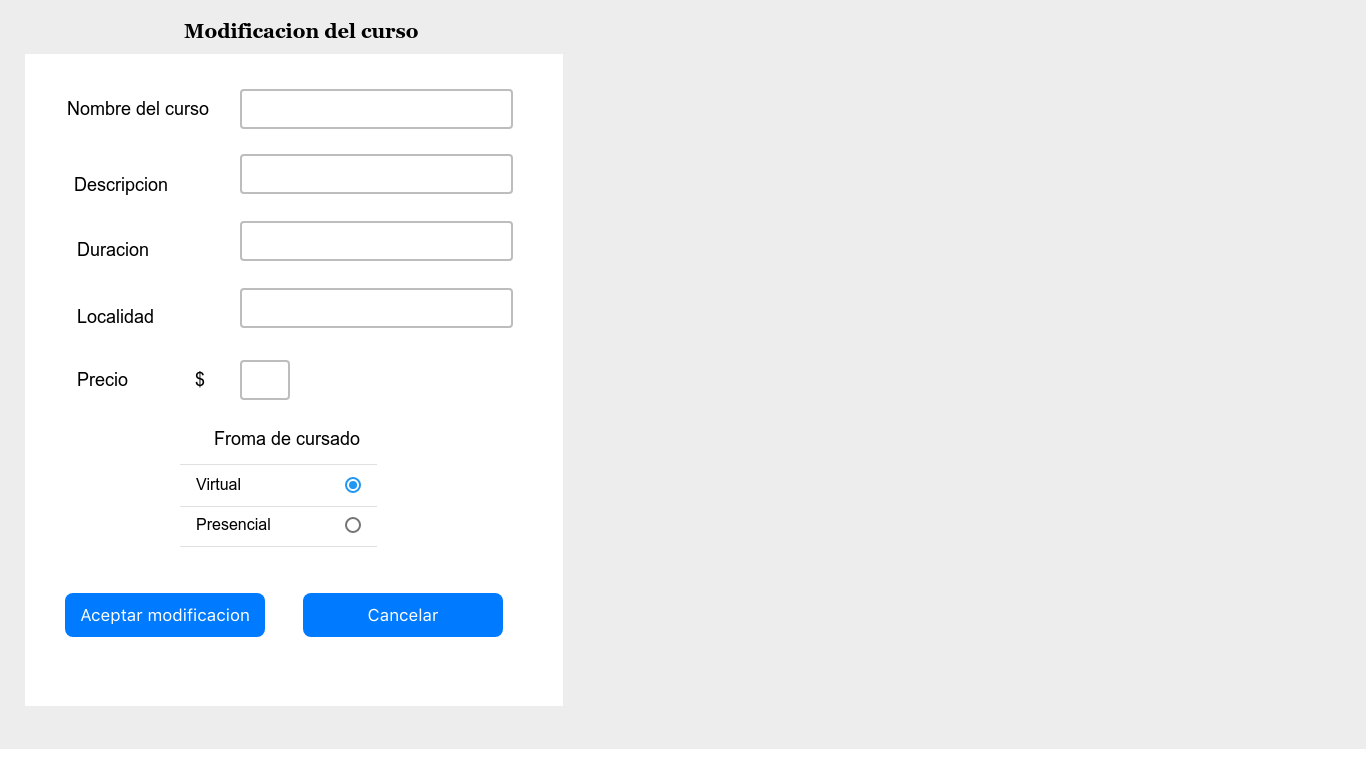 Modificacion del curso
Nombre del curso
Descripcion
Duracion
Localidad
Precio $
Froma de cursado
Virtual
Presencial
Aceptar modificacion Cancelar